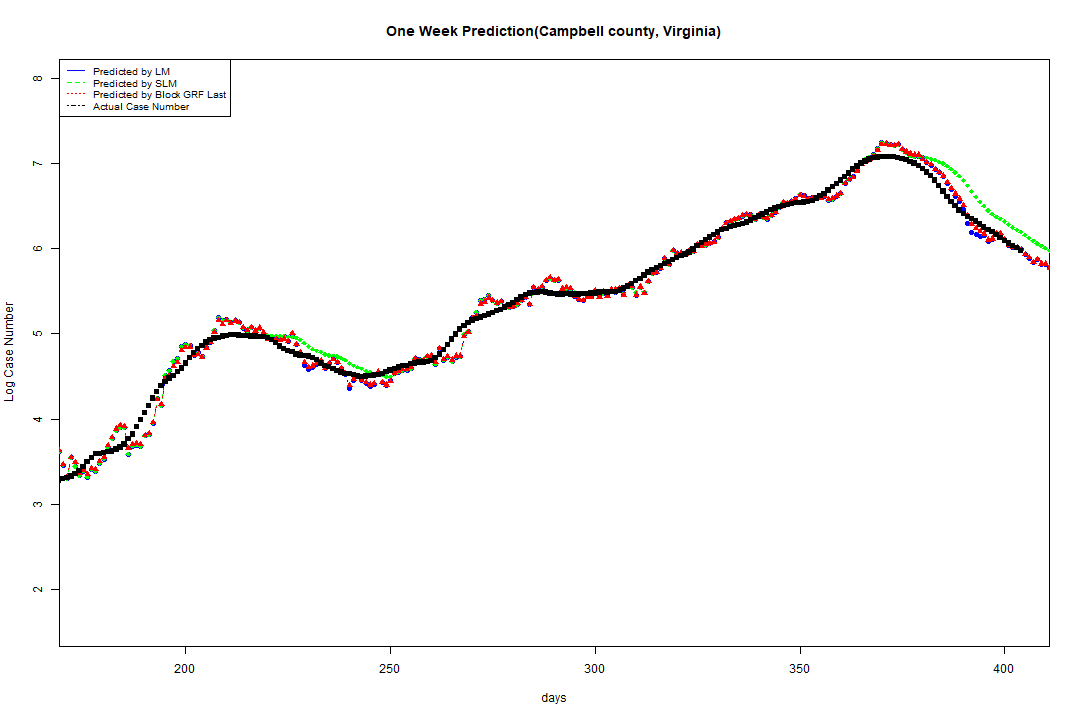 One Week Prediction(Campbell county, Virginia)
Predicted by LM
Predicted by SLM
Predicted by Block GRF Last
Actual Case Number
8
7
6
5
4
3
2
Log Case Number
200 250 300 350 400
days